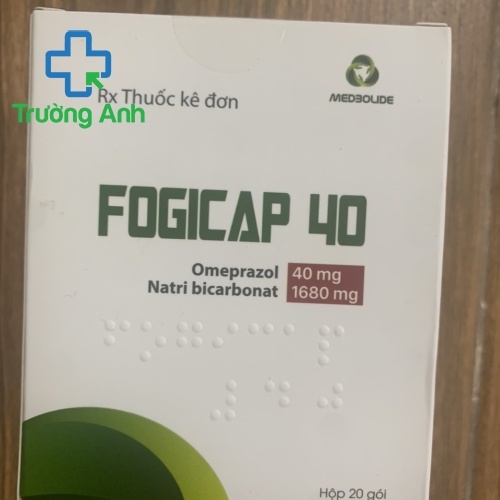 Trường Anh
Rx Thuốc kê đơn
MEDBOLIDE
FOGICAP 40
Omeprazol 40 mg
Natri bicarbonat 1680 mg
Hộp 20 gói